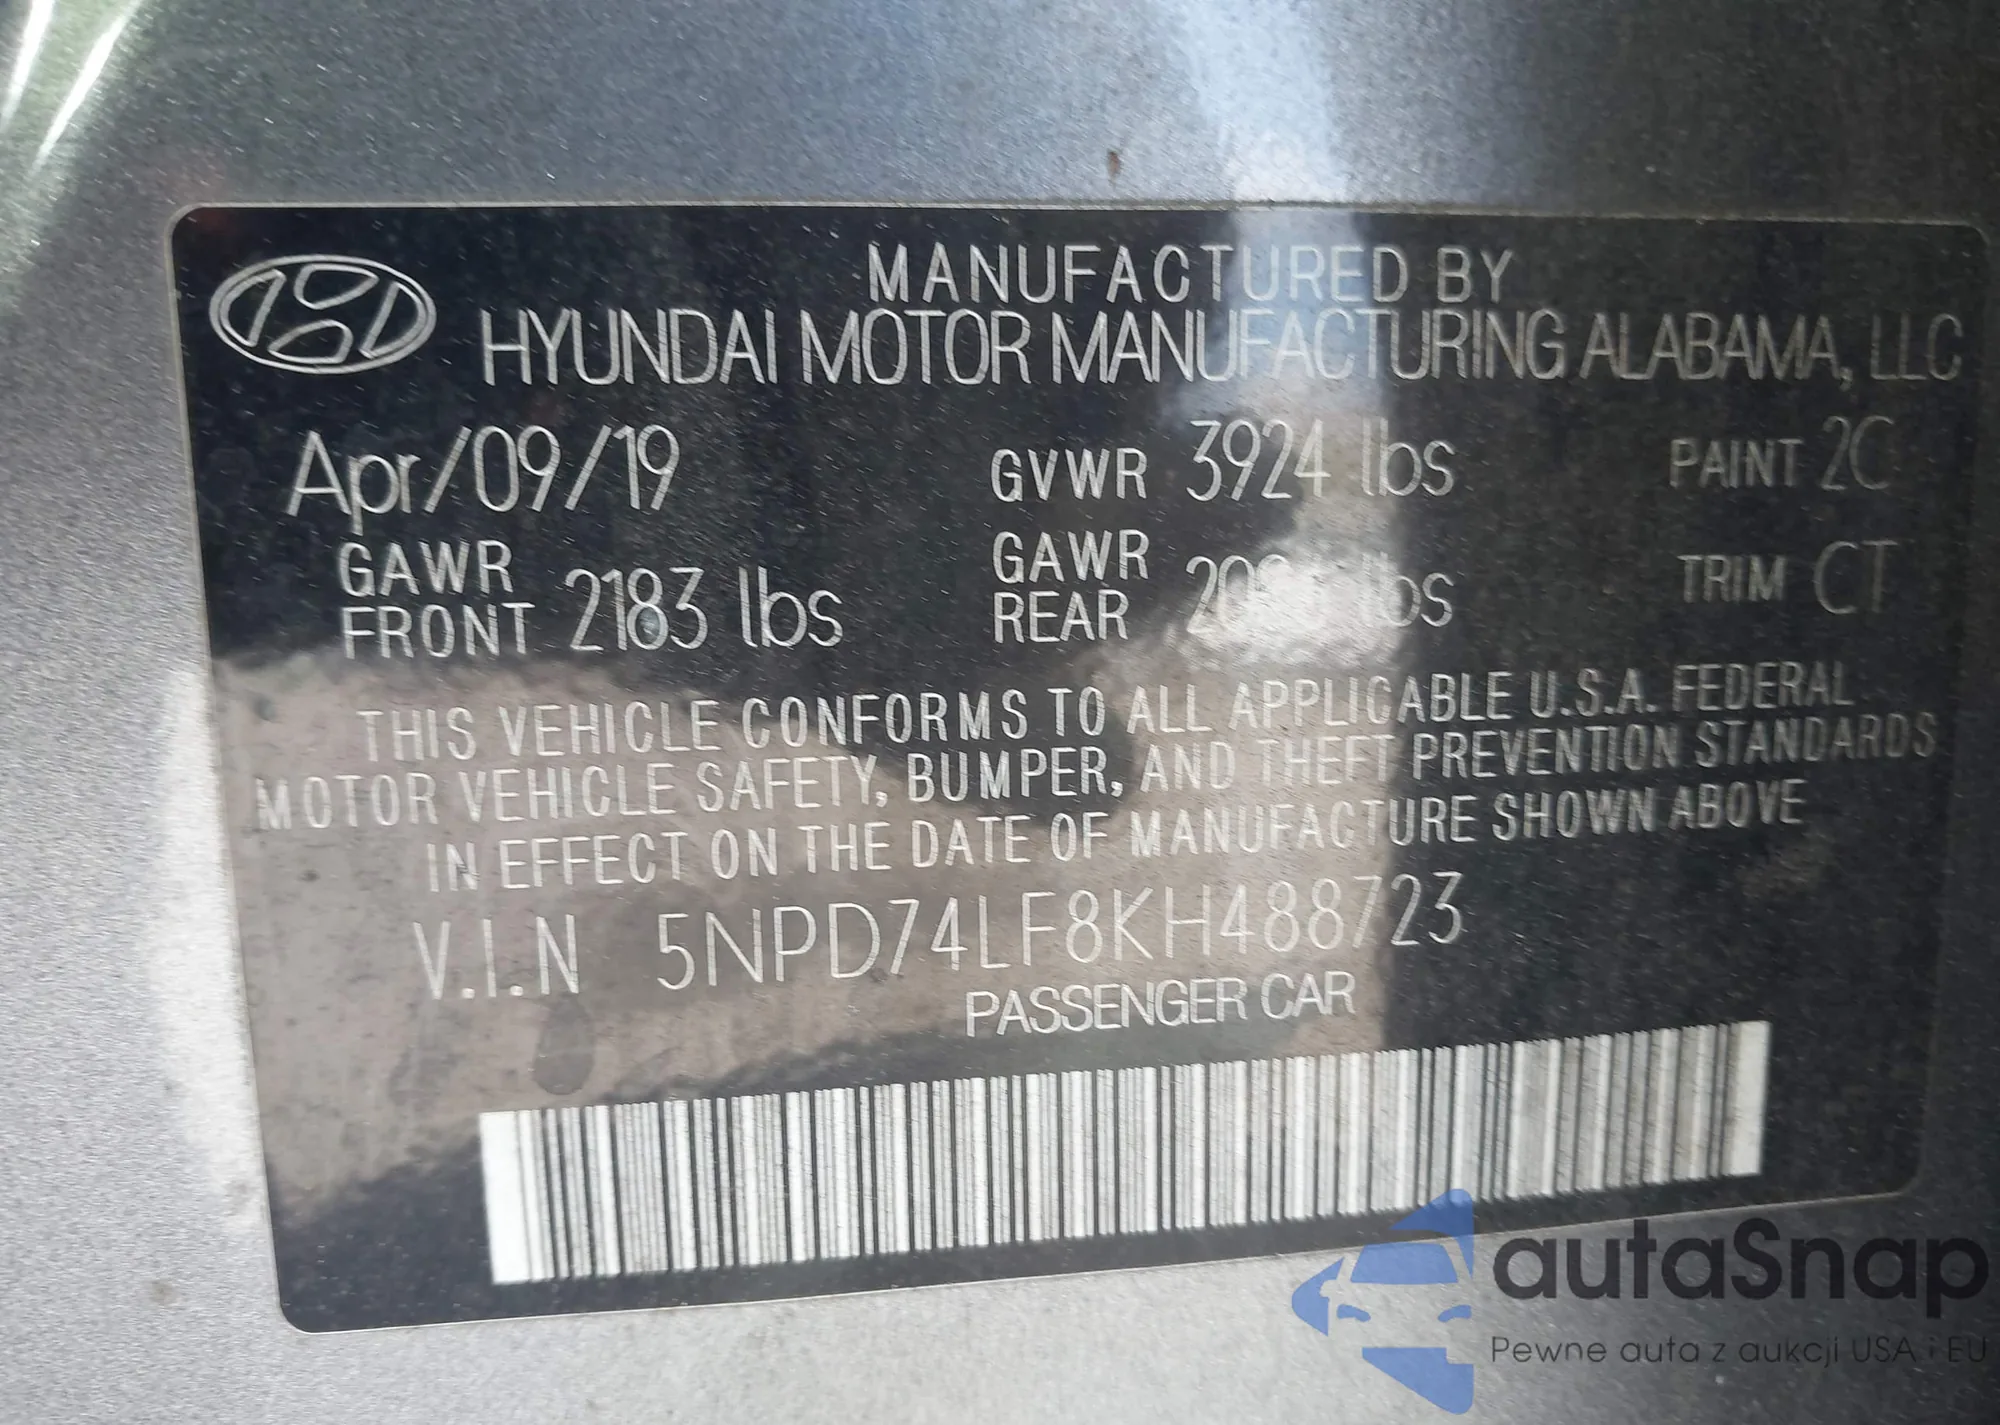 MANUFACTURED BY
HYUNDAI MOTOR MANUFACTURING ALABAMA, LLC
Apr/09/19 GVWR 3924 lbs PAINT 2C
GAWR FRONT 2183 lbs GAWR REAR lbs TRIM CT
THIS VEHICLE CONFORMS TO ALL APPLICABLE U.S.A. FEDERAL
MOTOR VEHICLE SAFETY, BUMPER, AND THEFT PREVENTION STANDARDS
IN EFFECT ON THE DATE OF MANUFACTURE SHOWN ABOVE
V.I.N 5NPD74LF8KH488723
PASSENGER CAR
autaSnap
Pewne auta z aukcji USA i EU